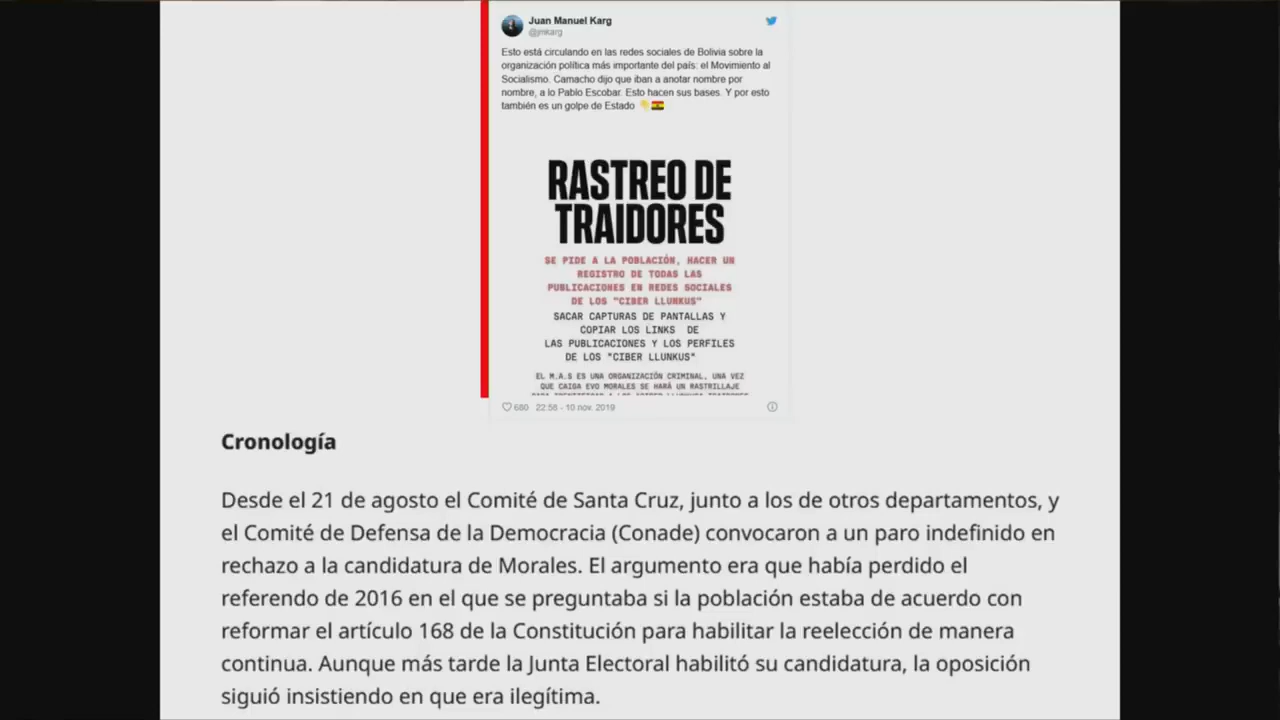 Juan Manuel Karg
@jmkarg
Esto está circulando en las redes sociales de Bolivia sobre la
organización política más importante del país: el Movimiento al
Socialismo. Camacho dijo que iban a anotar nombre por
nombre, a lo Pablo Escobar. Esto hacen sus bases. Y por esto
también es un golpe de Estado 👇🇧🇴
RASTREO DE
TRAIDORES
SE PIDE A LA POBLACIÓN, HACER UN
REGISTRO DE TODAS LAS
PUBLICACIONES EN REDES SOCIALES
DE LOS "CIBER LLUNKUS"
SACAR CAPTURAS DE PANTALLAS Y
COPIAR LOS LINKS DE
LAS PUBLICACIONES Y LOS PERFILES
DE LOS "CIBER LLUNKUS"
EL M.A.S ES UNA ORGANIZACIÓN CRIMINAL, UNA VEZ
QUE CAIGA EVO MORALES SE HARÁ UN RASTRILLAJE
680 22:56 - 10 nov. 2019
Cronología
Desde el 21 de agosto el Comité de Santa Cruz, junto a los de otros departamentos, y
el Comité de Defensa de la Democracia (Conade) convocaron a un paro indefinido en
rechazo a la candidatura de Morales. El argumento era que había perdido el
referendo de 2016 en el que se preguntaba si la población estaba de acuerdo con
reformar el artículo 168 de la Constitución para habilitar la reelección de manera
continua. Aunque más tarde la Junta Electoral habilitó su candidatura, la oposición
siguió insistiendo en que era ilegítima.